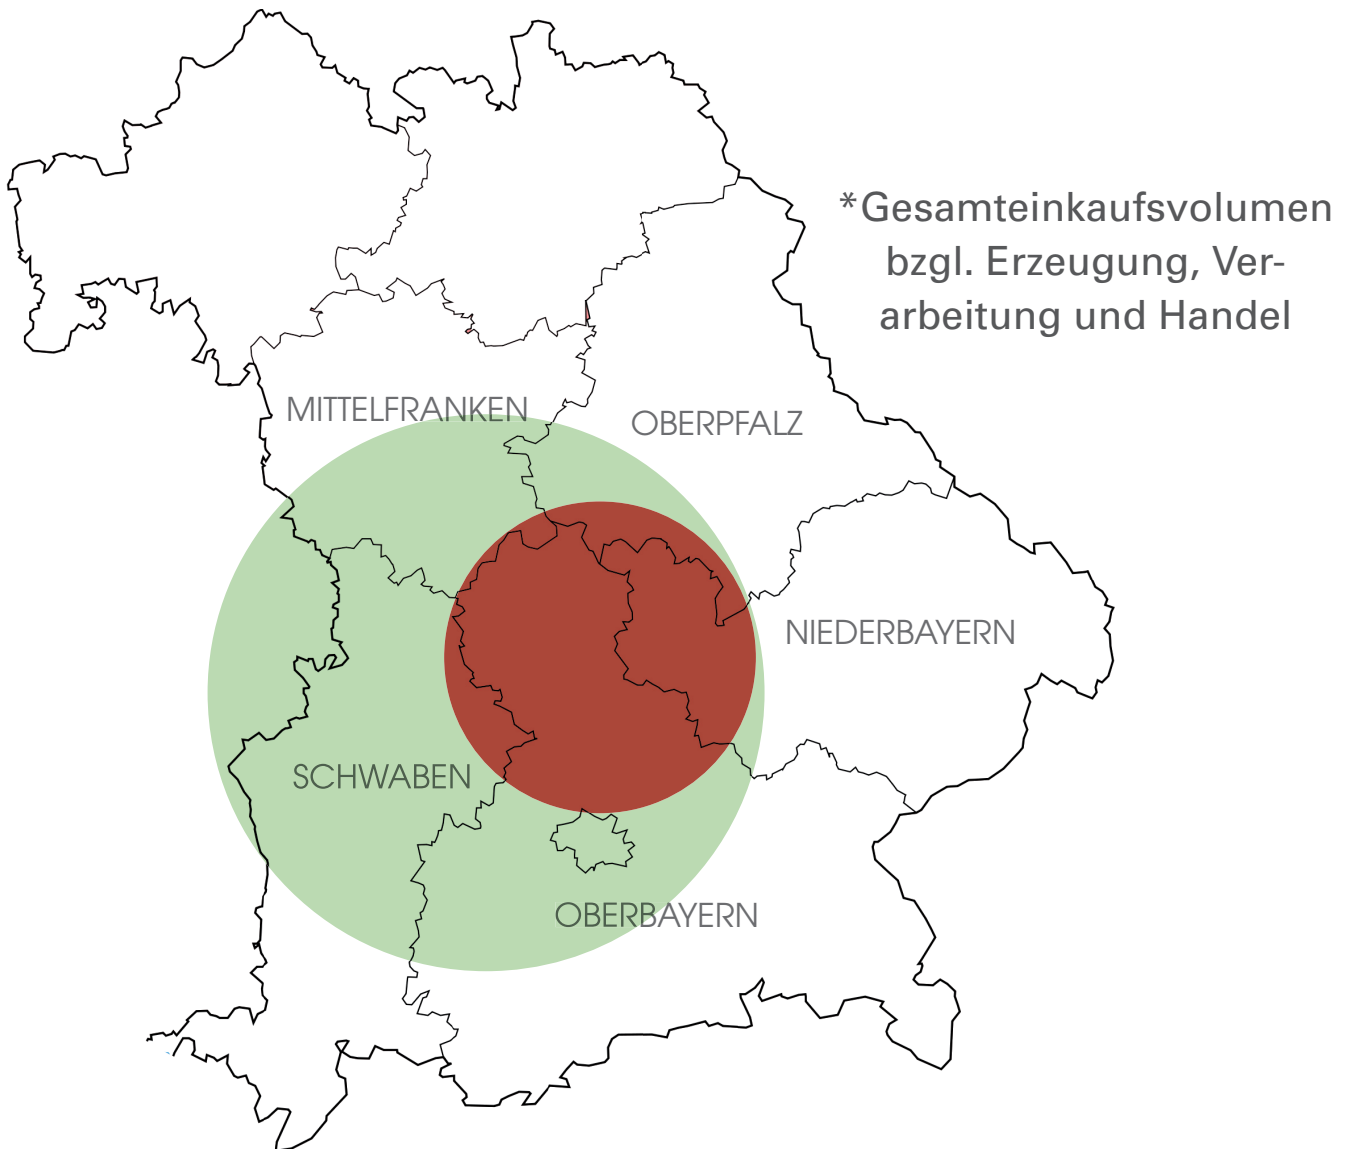 *Gesamteinkaufsvolumen
bzgl. Erzeugung, Ver-
arbeitung und Handel
MITTELFRANKEN
OBERPFALZ
NIEDERBAYERN
SCHWABEN
OBERBAYERN